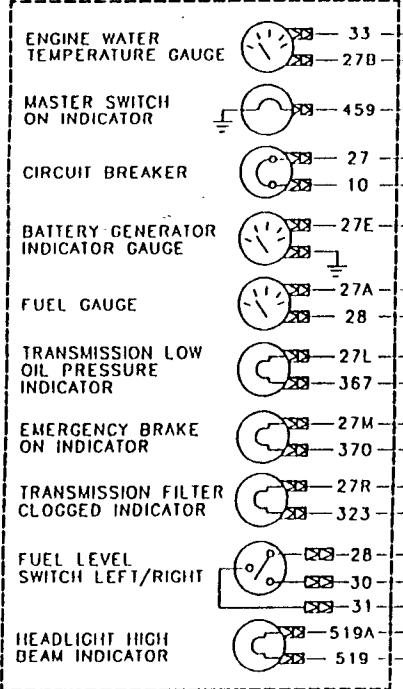 ENGINE WATER
TEMPERATURE GAUGE
33
27B
MASTER SWITCH
ON INDICATOR
459
CIRCUIT BREAKER
27
10
BATTERY GENERATOR
INDICATOR GAUGE
27E
FUEL GAUGE
27A
28
TRANSMISSION LOW
OIL PRESSURE
INDICATOR
27L
367
EMERGENCY BRAKE
ON INDICATOR
27M
370
TRANSMISSION FILTER
CLOGGED INDICATOR
27R
323
FUEL LEVEL
SWITCH LEFT/RIGHT
28
30
31
HEADLIGHT HIGH
BEAM INDICATOR
519A
519